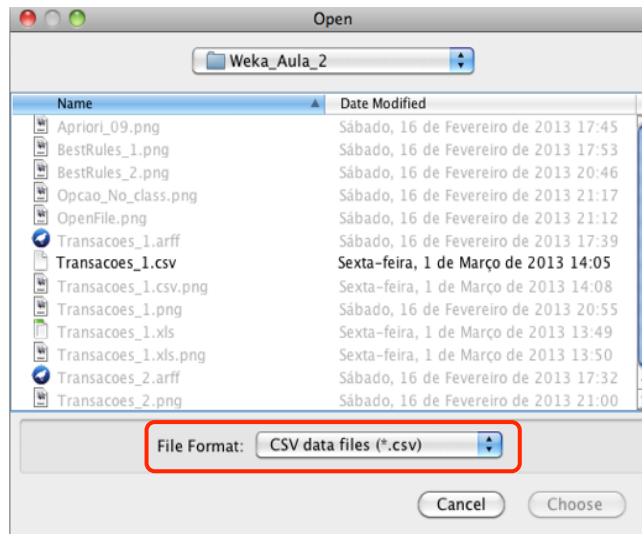 Open
Weka_Aula_2
Name Date Modified
Apriori_09.png Sábado, 16 de Fevereiro de 2013 17:45
BestRules_1.png Sábado, 16 de Fevereiro de 2013 17:53
BestRules_2.png Sábado, 16 de Fevereiro de 2013 20:46
Opcao_No_class.png Sábado, 16 de Fevereiro de 2013 21:17
OpenFile.png Sábado, 16 de Fevereiro de 2013 21:12
Transacoes_1.arff Sábado, 16 de Fevereiro de 2013 17:39
Transacoes_1.csv Sexta-feira, 1 de Março de 2013 14:05
Transacoes_1.csv.png Sexta-feira, 1 de Março de 2013 14:08
Transacoes_1.png Sábado, 16 de Fevereiro de 2013 20:55
Transacoes_1.xls Sexta-feira, 1 de Março de 2013 13:49
Transacoes_1.xls.png Sexta-feira, 1 de Março de 2013 13:50
Transacoes_2.arff Sábado, 16 de Fevereiro de 2013 17:32
Transacoes_2.png Sábado, 16 de Fevereiro de 2013 21:00
File Format: CSV data files (*.csv)
Cancel Choose